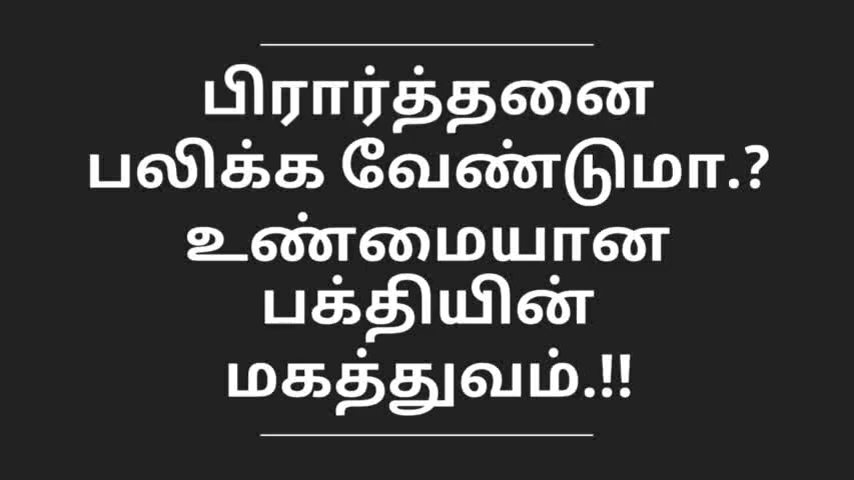 பிரார்த்தனை
பலிக்க வேண்டுமா.?
உண்மையான
பக்தியின்
மகத்துவம்.!!